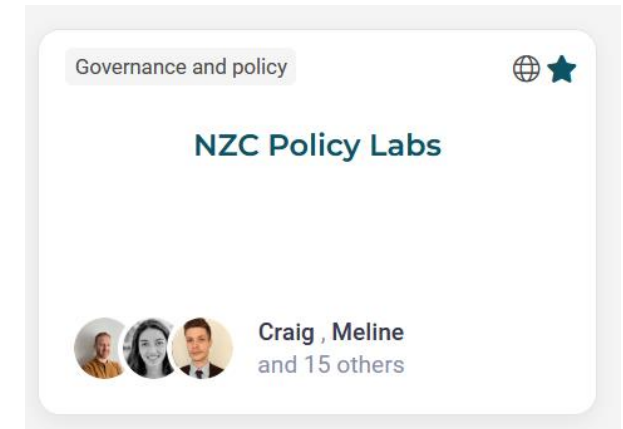 Governance and policy
NZC Policy Labs
Craig , Meline
and 15 others